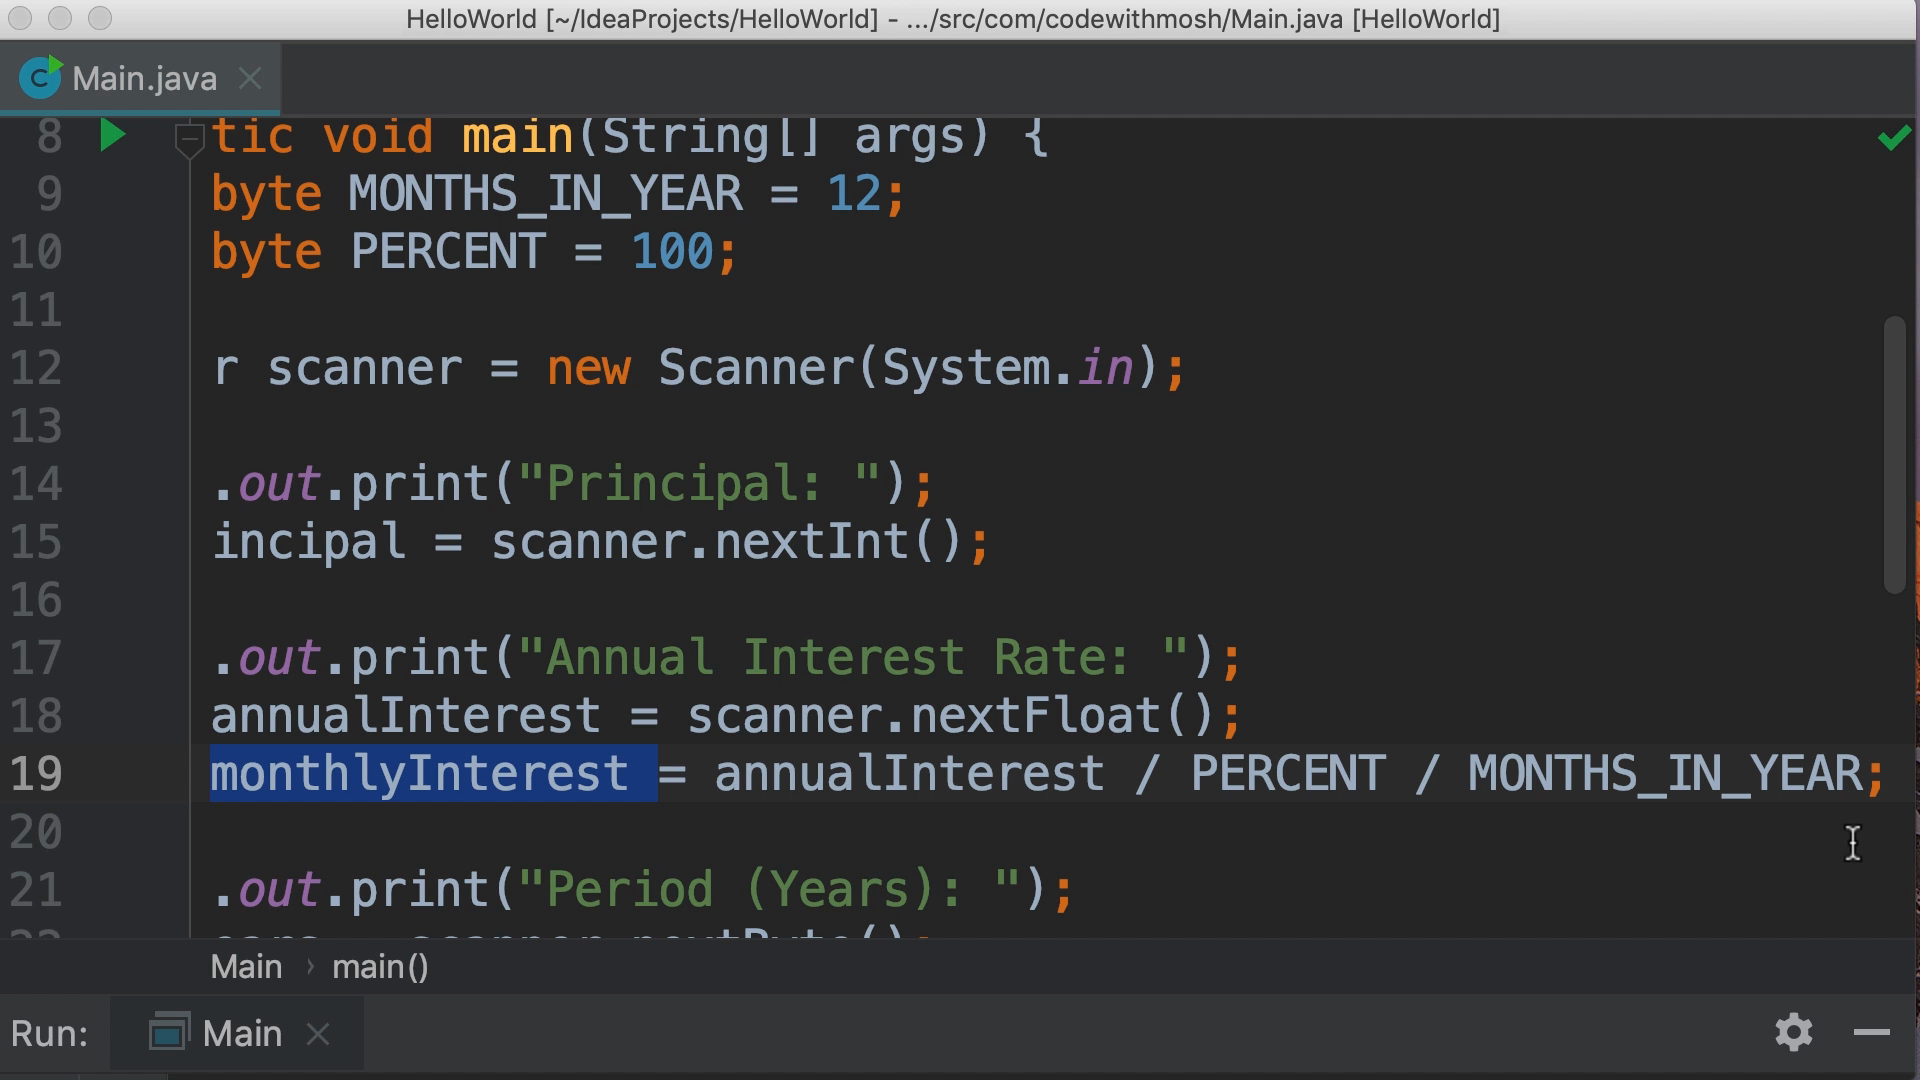 HelloWorld [~/IdeaProjects/HelloWorld] - .../src/com/codewithmosh/Main.java [HelloWorld]
Main.java
8 tic void main(String[] args) {
9 byte MONTHS_IN_YEAR = 12;
10 byte PERCENT = 100;
11
12 r scanner = new Scanner(System.in);
13
14 .out.print("Principal: ");
15 incipal = scanner.nextInt();
16
17 .out.print("Annual Interest Rate: ");
18 annualInterest = scanner.nextFloat();
19 monthlyInterest = annualInterest / PERCENT / MONTHS_IN_YEAR;
20
21 .out.print("Period (Years): ");
Main › main()
Run: Main